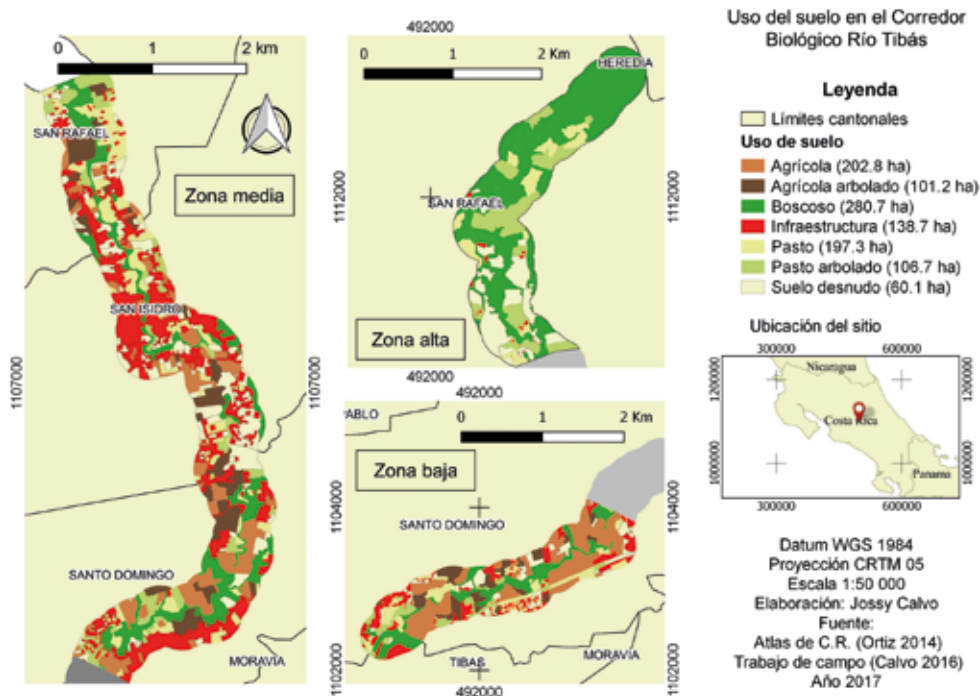 492000
0 1 2 km
SAN RAFAEL
Zona media
SAN ISIDRO
1107000
1107000
SANTO DOMINGO
MORAVIA
0 1 2 Km
HEREDIA
1112000
1112000
SAN RAFAEL
Zona alta
492000
PABLO
0 1 2 Km
Zona baja
SANTO DOMINGO
1104000
1104000
TIBAS
MORAVIA
1102000
1102000
492000
Uso del suelo en el Corredor
Biológico Río Tibás
Leyenda
Límites cantonales
Uso de suelo
Agrícola (202.8 ha)
Agrícola arbolado (101.2 ha)
Boscoso (280.7 ha)
Infraestructura (138.7 ha)
Pasto (197.3 ha)
Pasto arbolado (106.7 ha)
Suelo desnudo (60.1 ha)
Ubicación del sitio
300000 600000
1200000
1200000
Nicaragua
Costa Rica
Panama
1000000
1000000
300000 600000
Datum WGS 1984
Proyección CRTM 05
Escala 1:50 000
Elaboración: Jossy Calvo
Fuente:
Atlas de C.R. (Ortiz 2014)
Trabajo de campo (Calvo 2016)
Año 2017